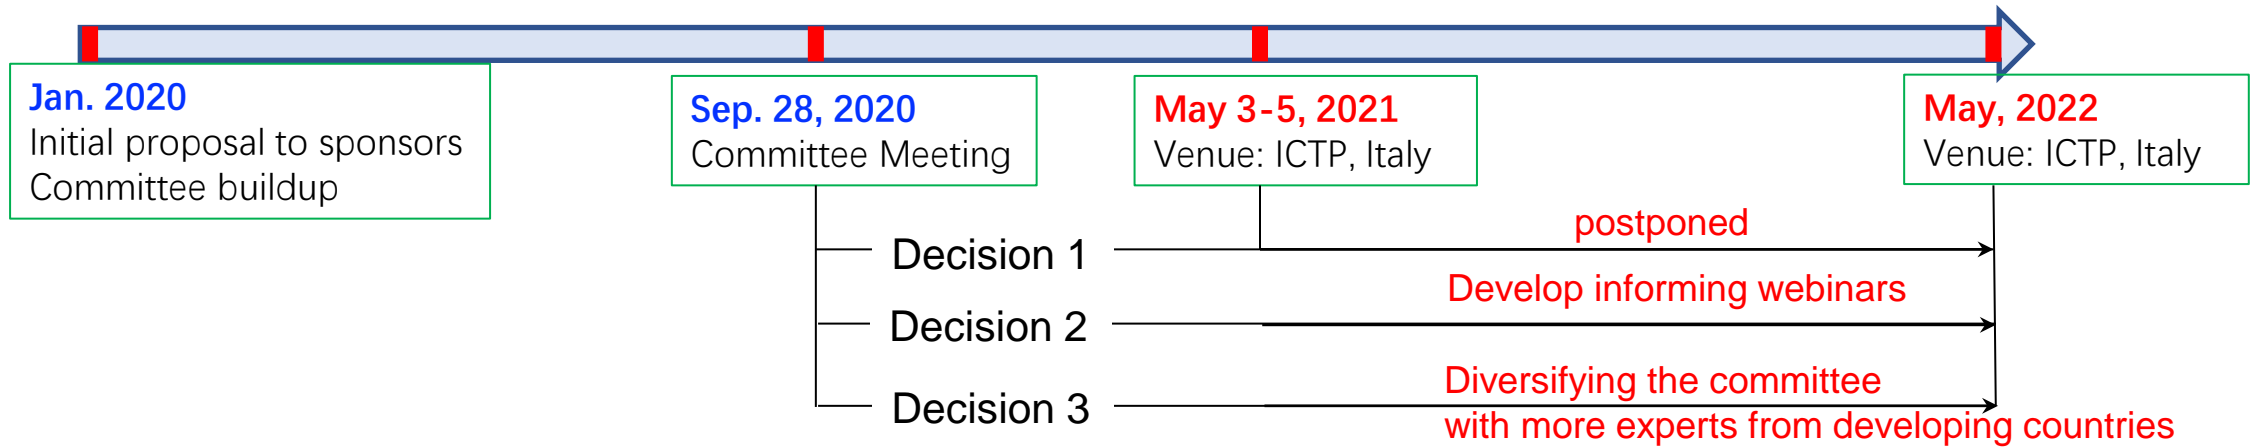 Jan. 2020
Initial proposal to sponsors
Committee buildup
Sep. 28, 2020
Committee Meeting
May 3-5, 2021
Venue: ICTP, Italy
May, 2022
Venue: ICTP, Italy
Decision 1
postponed
Decision 2
Develop informing webinars
Decision 3
Diversifying the committee
with more experts from developing countries